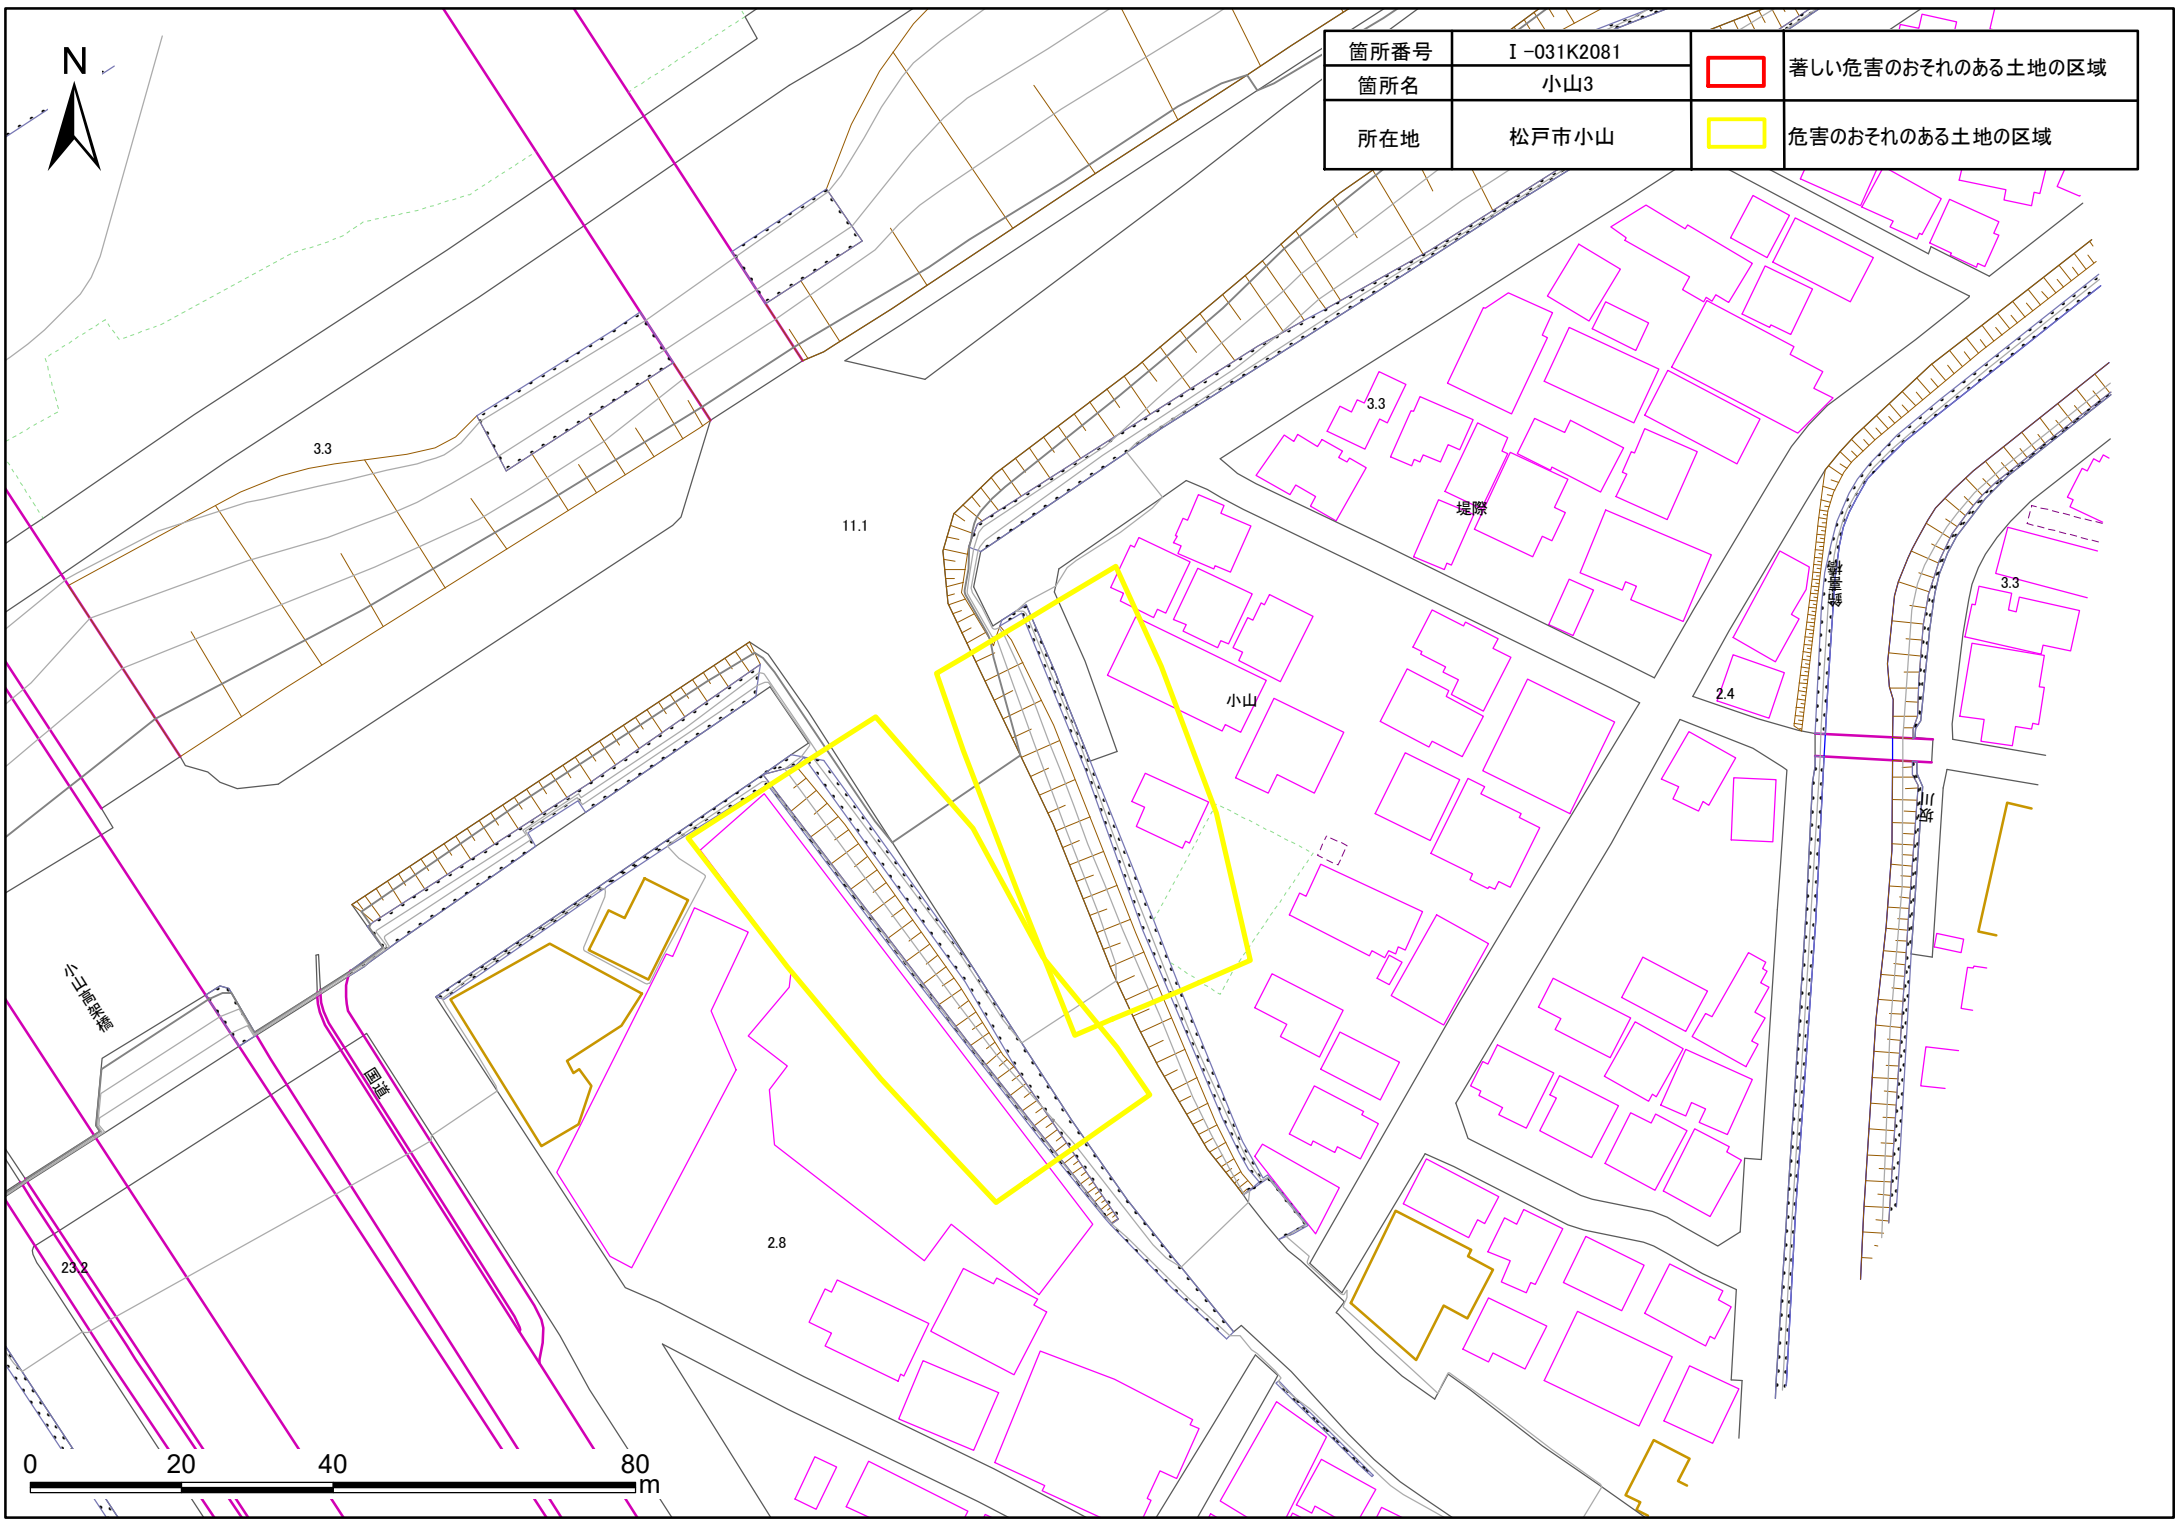 N
箇所番号 Ⅰ-031K2081
著しい危害のおそれのある土地の区域
箇所名 小山3
所在地 松戸市小山
危害のおそれのある土地の区域
3.3
3.3
11.1
堤際
3.3
小山
2.4
坂川
小山高架橋
国道
2.8
23.2
0 20 40 80
m